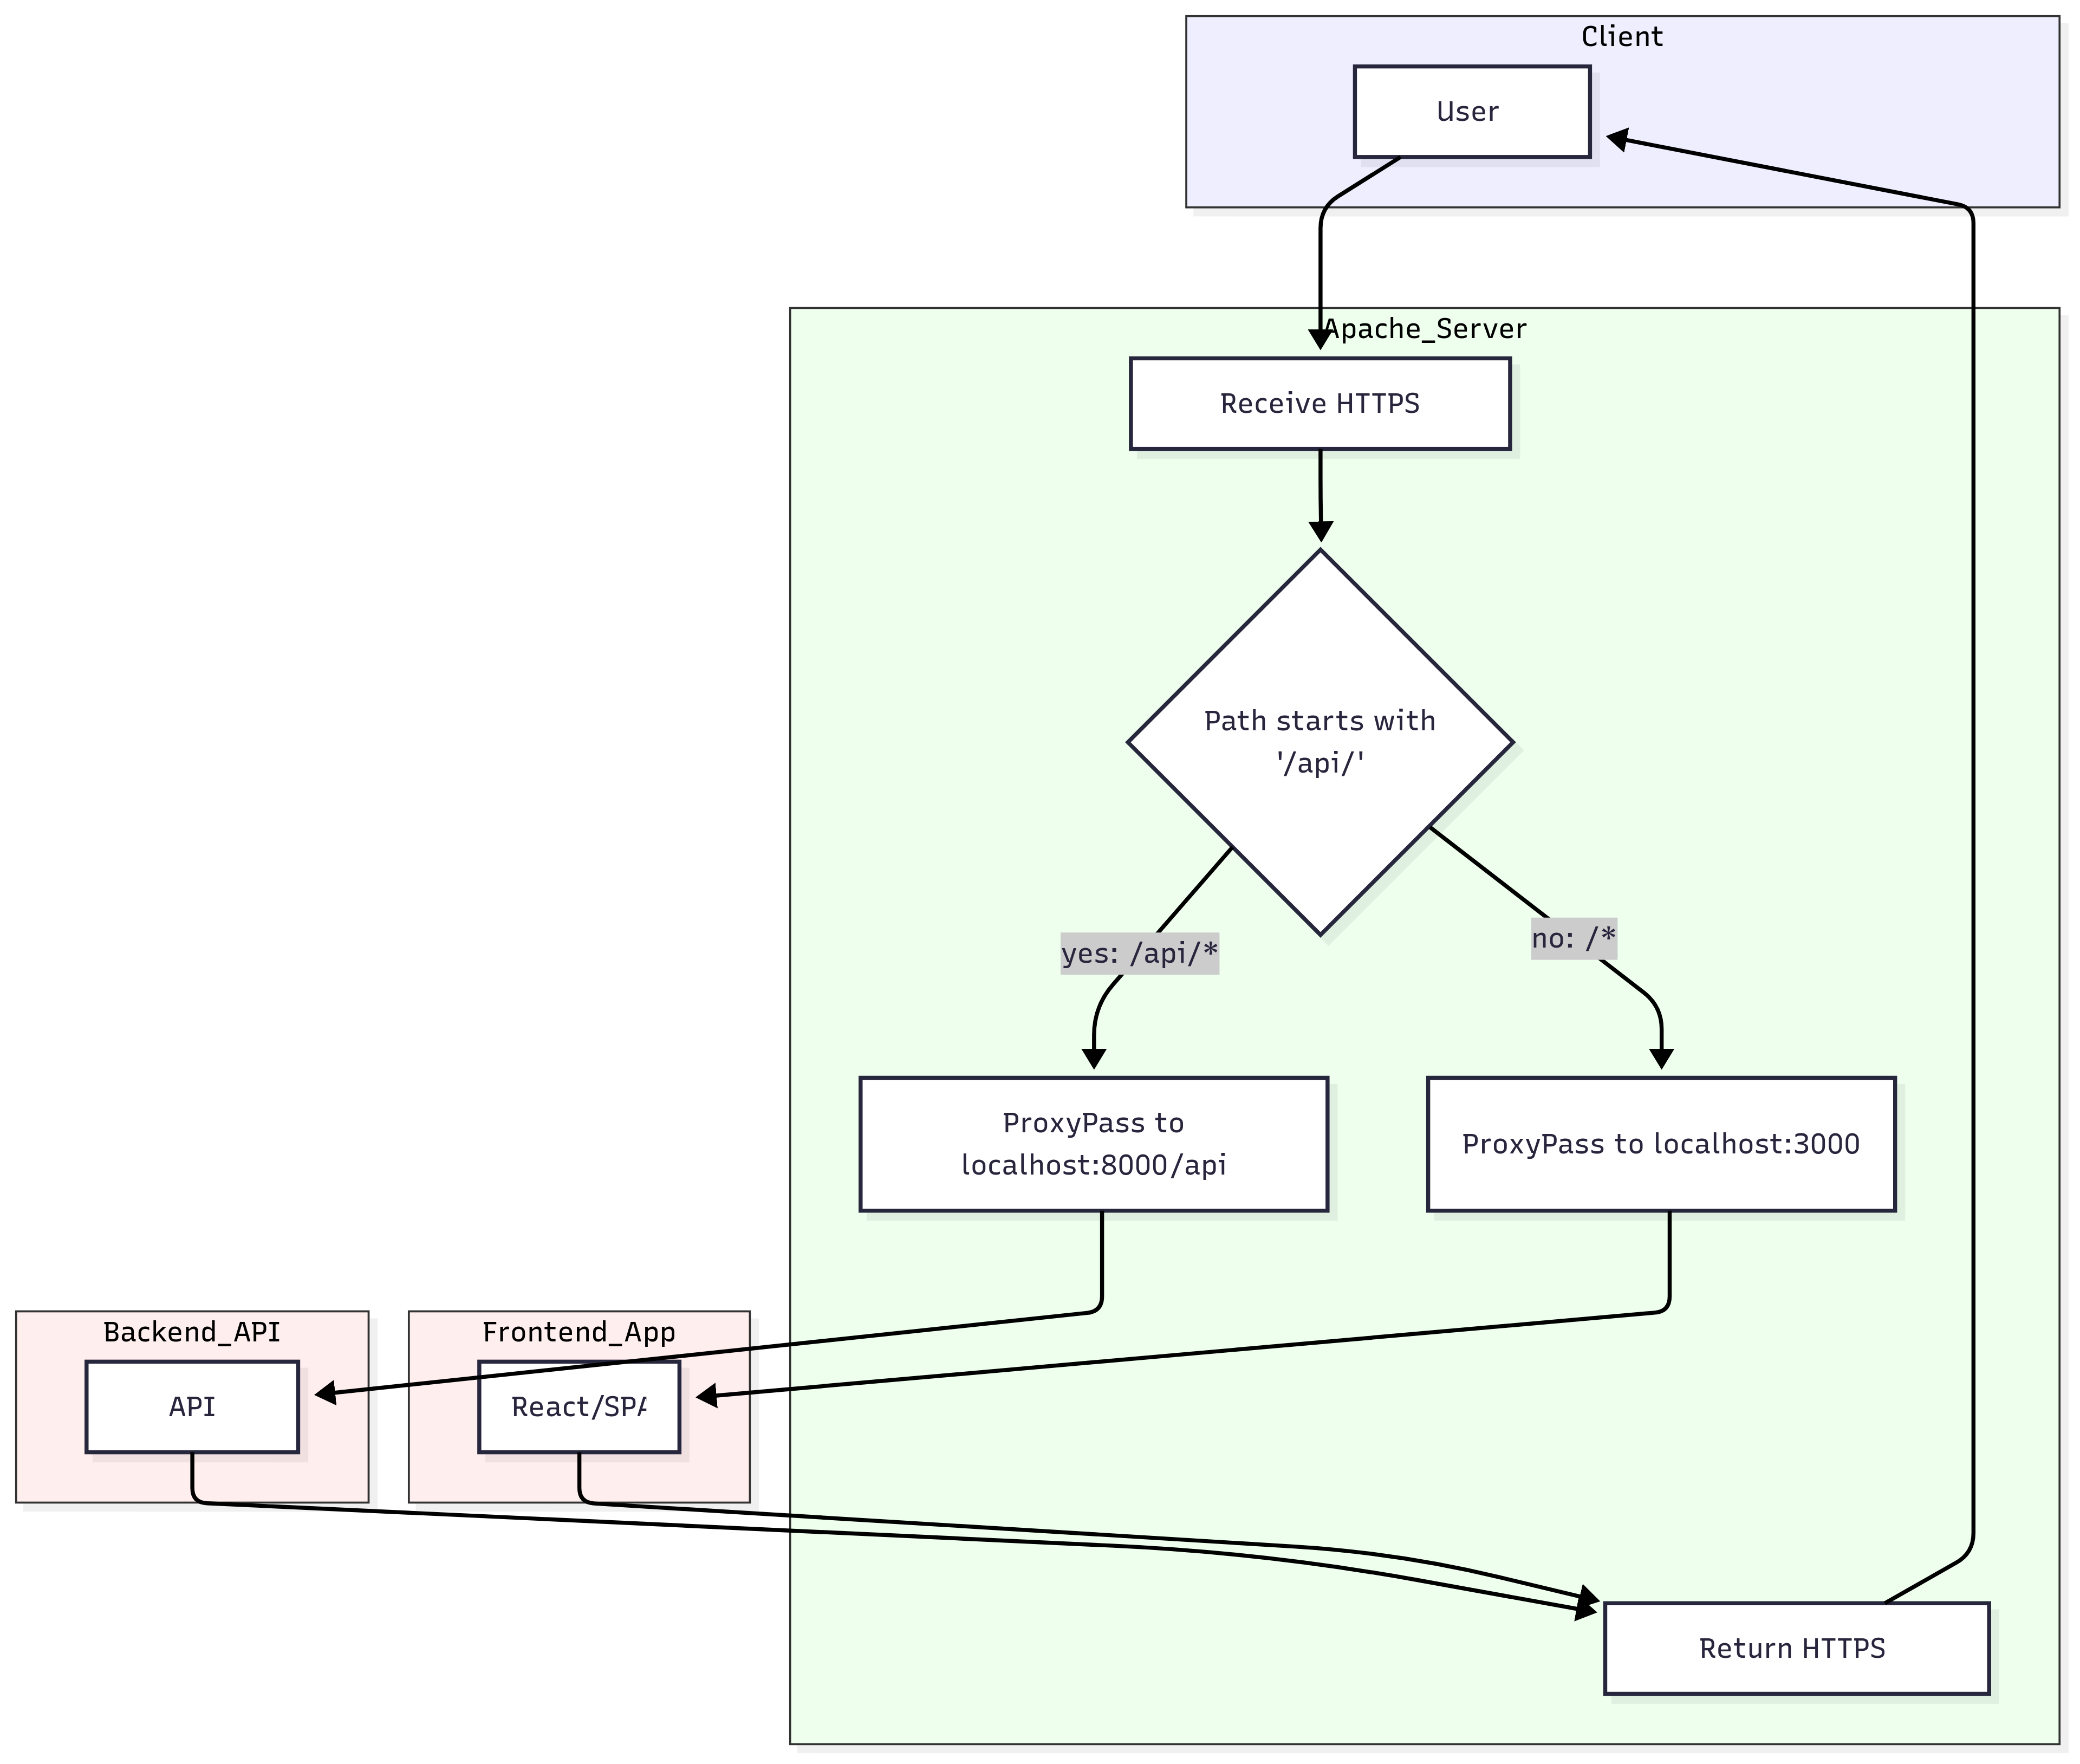 Client
User
Apache_Server
Receive HTTPS
Path starts with
'/api/'
yes: /api/*
no: /*
ProxyPass to
localhost:8000/api
ProxyPass to localhost:3000
Backend_API
Frontend_App
API
React/SPA
Return HTTPS